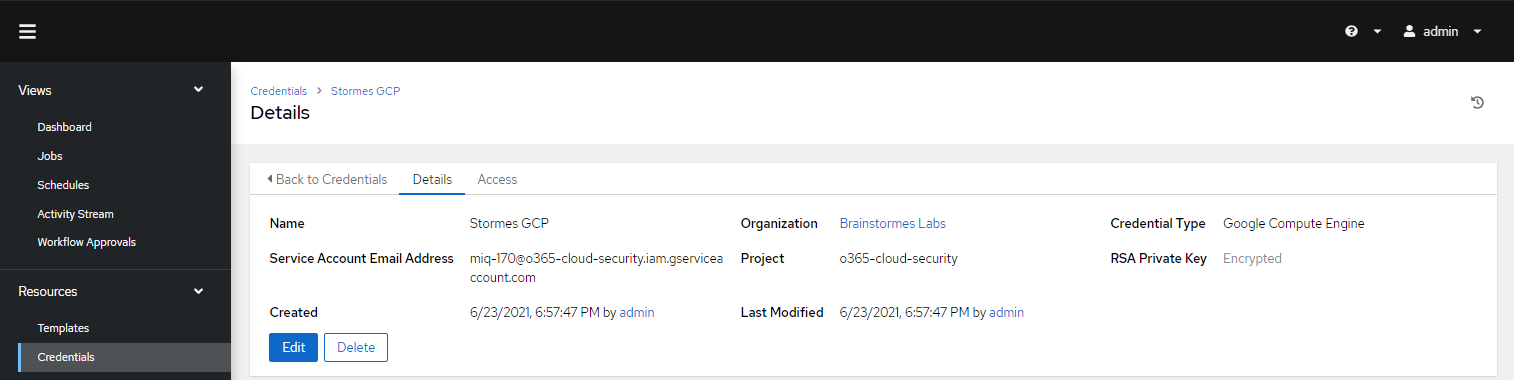 admin
Views
Dashboard
Jobs
Schedules
Activity Stream
Workflow Approvals
Resources
Templates
Credentials
Credentials > Stormes GCP
Details
Back to Credentials Details Access
Name Stormes GCP Organization Brainstormes Labs Credential Type Google Compute Engine
Service Account Email Address miq-170@o365-cloud-security.iam.gservicea Project o365-cloud-security RSA Private Key Encrypted
ccount.com
Created 6/23/2021, 6:57:47 PM by admin Last Modified 6/23/2021, 6:57:47 PM by admin
Edit Delete